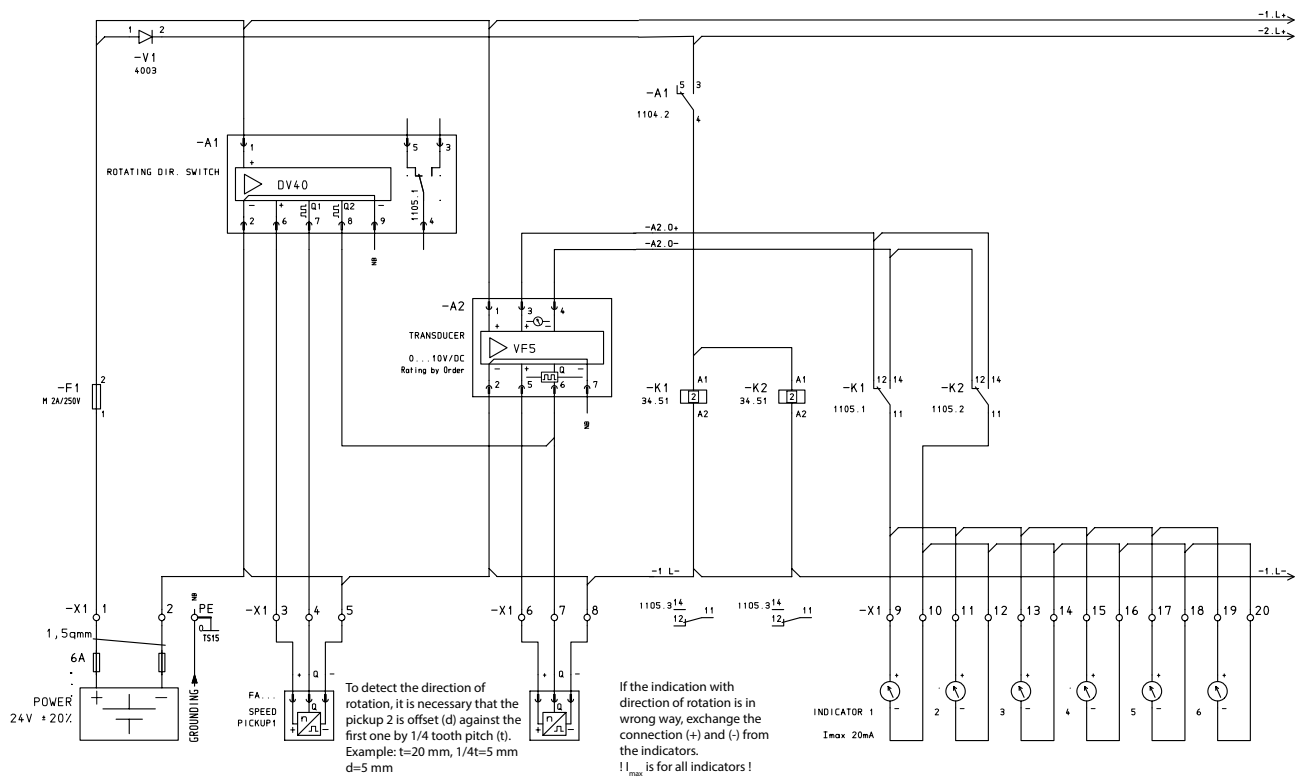 -1.L+
-2.L+
1 2
-V1
4003
-A1
5 3
1104.2
4
-A1
1
5 3
ROTATING DIR. SWITCH
+
DV40
1105.1
- + Q1 Q2 -
2 6 7 8 9 4
NB
-A2.0+
-A2.0-
-A2
1 3 4
+ + -
TRANSDUCER
VF5
0...10V/DC
Rating by Order
- + Q -
2 5 6 7
NB
-F1
2
M 2A/250V
1
-K1
34.51
A1
2
A2
-K2
34.51
A1
2
A2
-K1
12 14
1105.1
11
-K2
12 14
1105.2
11
-1 L-
-1.L-
-X1 1 2 PE
NB
0
TS15
-X1 3 4 5
-X1 6 7 8
1105.3 14
12 11
1105.3 14
12 11
-X1 9 10 11 12 13 14 15 16 17 18 19 20
1,5qmm
6A
POWER
24V ±20%
+ -
GROUNDING
+ Q -
FA...
SPEED
PICKUP1
Q
n
+ -
To detect the direction of
rotation, it is necessary that the
pickup 2 is offset (d) against the
first one by 1/4 tooth pitch (t).
Example: t=20 mm, 1/4t=5 mm
d=5 mm
+ Q -
Q
n
+ -
If the indication with
direction of rotation is in
wrong way, exchange the
connection (+) and (-) from
the indicators.
! Imax is for all indicators !
+ + + + + +
INDICATOR 1 2 3 4 5 6
- - - - - -
Imax 20mA